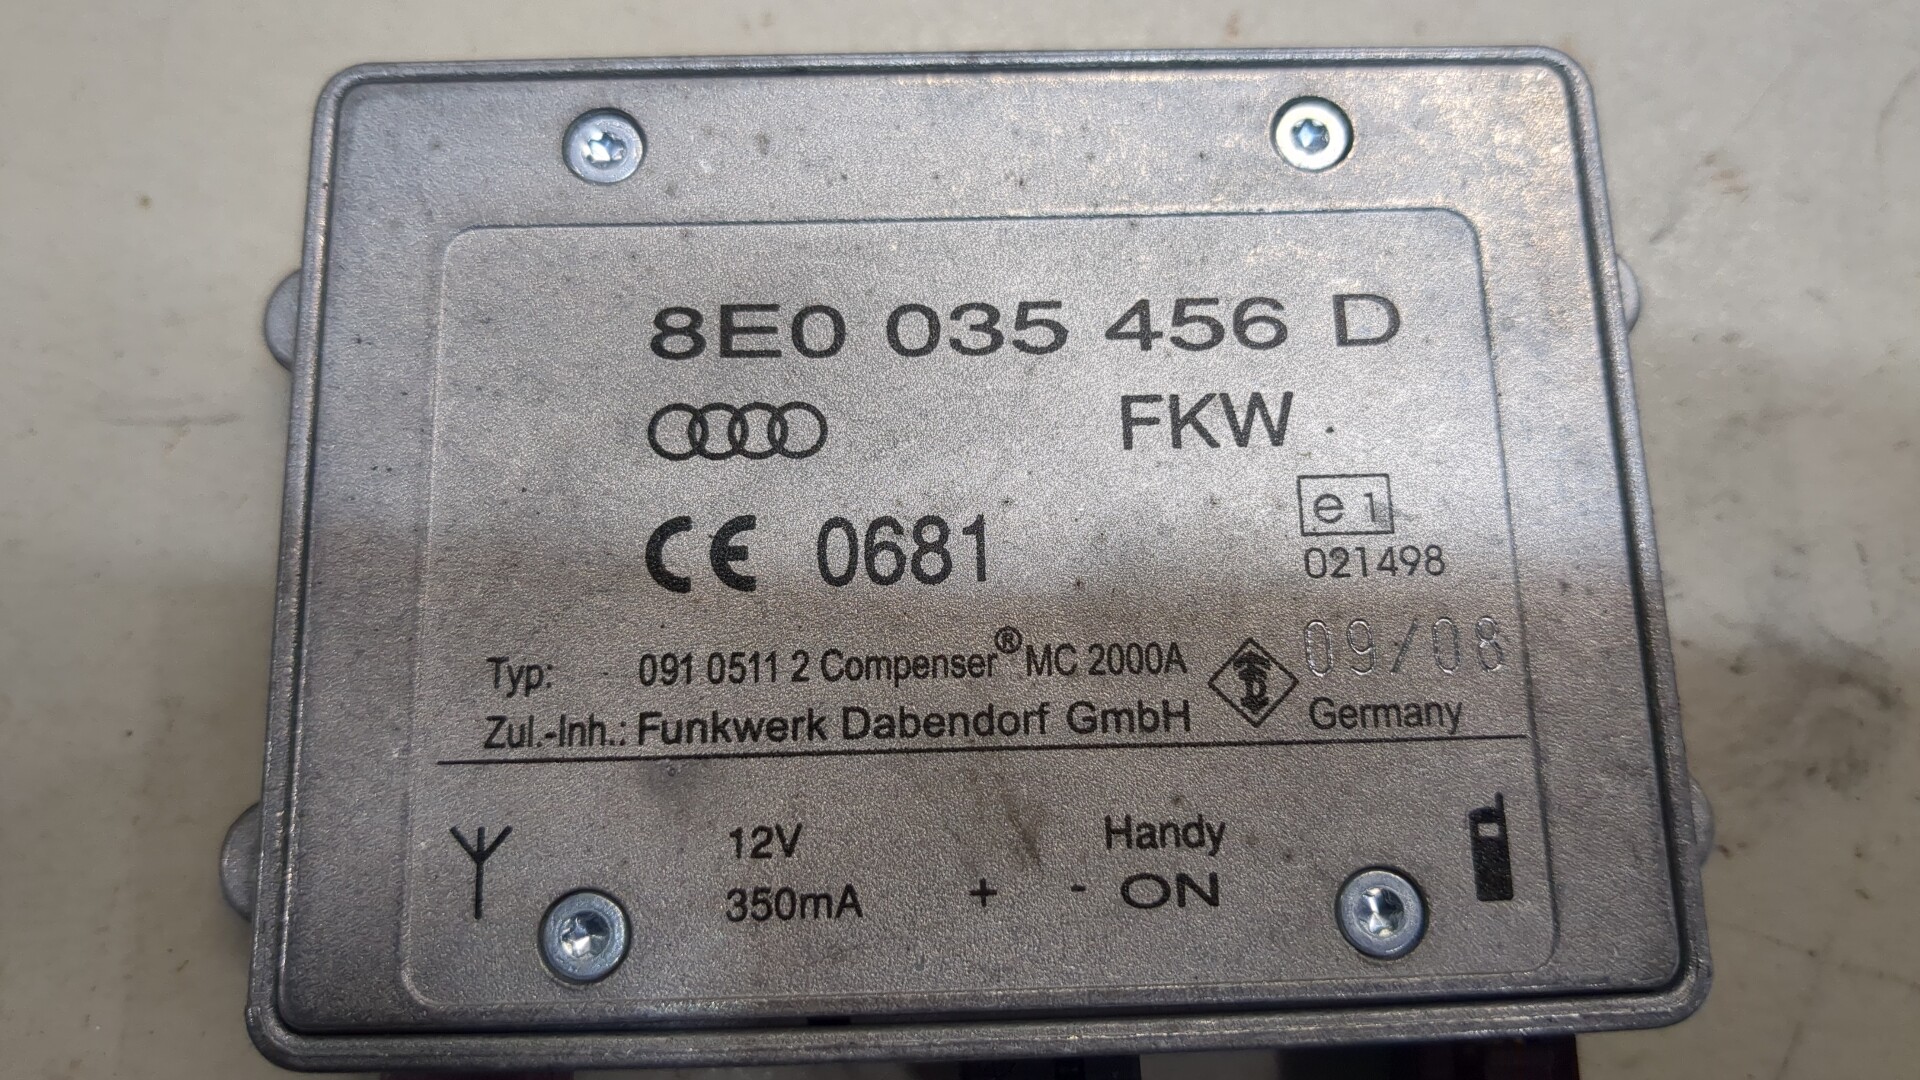 8E0 035 456 D
FKW
CE 0681
e1
021498
09/08
Typ: 091 0511 2 Compenser® MC 2000A
Zul.-Inh.: Funkwerk Dabendorf GmbH
Germany
12V
Handy
350mA + - ON